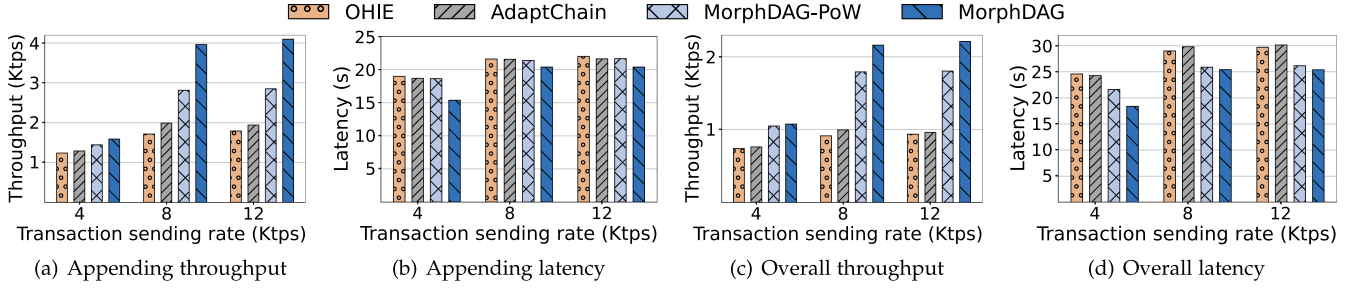 OHIE AdaptChain MorphDAG-PoW MorphDAG
Throughput (Ktps)
4
3
2
1
4 8 12
Transaction sending rate (Ktps)
(a) Appending throughput
Latency (s)
25
20
15
10
5
4 8 12
Transaction sending rate (Ktps)
(b) Appending latency
Throughput (Ktps)
2
1
4 8 12
Transaction sending rate (Ktps)
(c) Overall throughput
Latency (s)
30
25
20
15
10
5
4 8 12
Transaction sending rate (Ktps)
(d) Overall latency